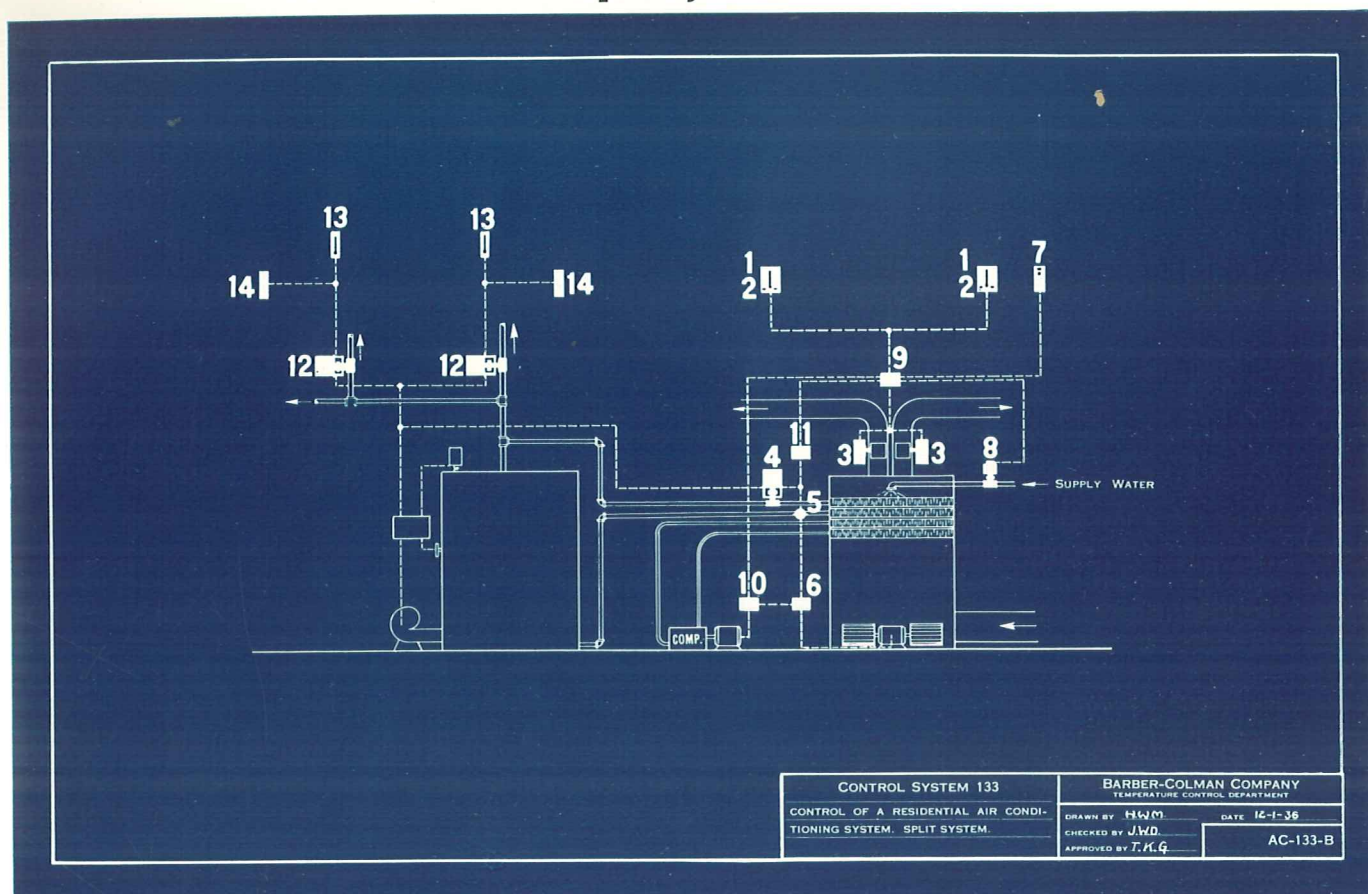 13
13
1
2
1
2
7
14
14
12
12
9
11
3
3
4
8
SUPPLY WATER
5
10
6
COMP.
CONTROL SYSTEM 133
CONTROL OF A RESIDENTIAL AIR CONDI-
TIONING SYSTEM. SPLIT SYSTEM.
BARBER-COLMAN COMPANY
TEMPERATURE CONTROL DEPARTMENT
DRAWN BY H.W.M. DATE 12-1-36
CHECKED BY J.W.D.
APPROVED BY T.K.G
AC-133-B